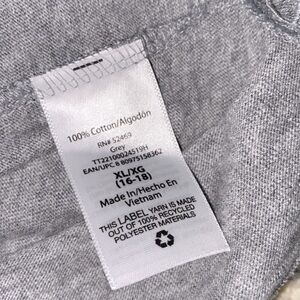 100% Cotton/Algodón
RN# 52469
Grey
TT22100024519H
EAN/UPC 8 80975158362
XL/XG
(16-18)
Made In/Hecho En
Vietnam
THIS LABEL YARN IS MADE
OUT OF 100% RECYCLED
POLYESTER MATERIALS